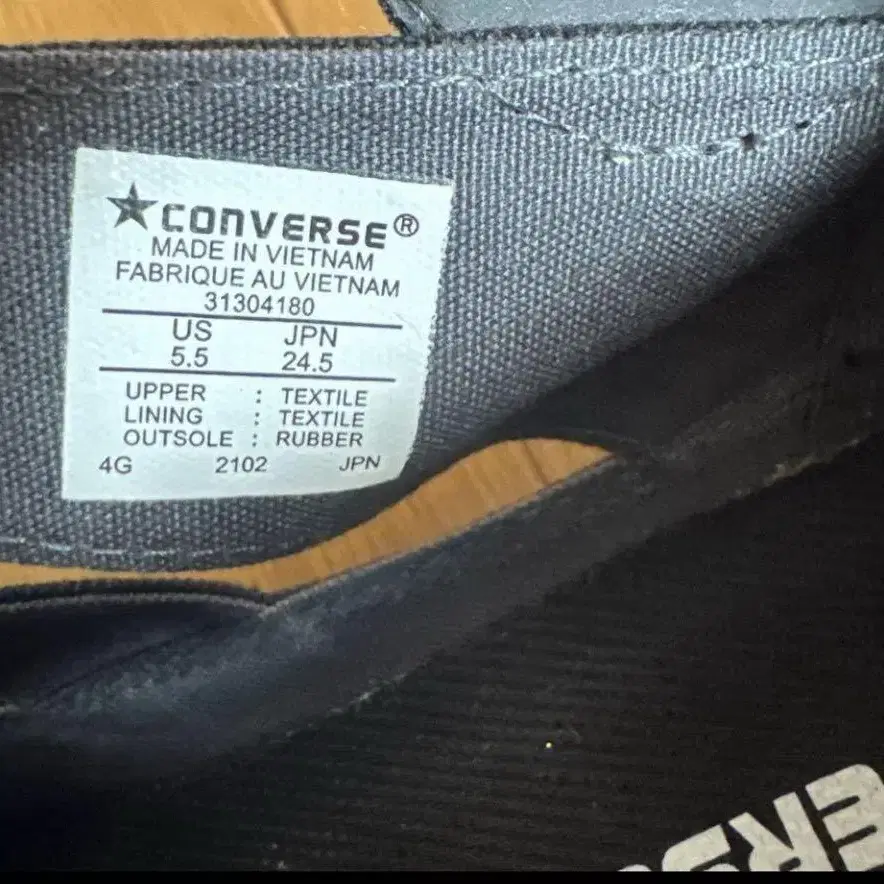 CONVERSE®
MADE IN VIETNAM
FABRIQUE AU VIETNAM
31304180
US JPN
5.5 24.5
UPPER : TEXTILE
LINING : TEXTILE
OUTSOLE : RUBBER
4G 2102 JPN
ERS